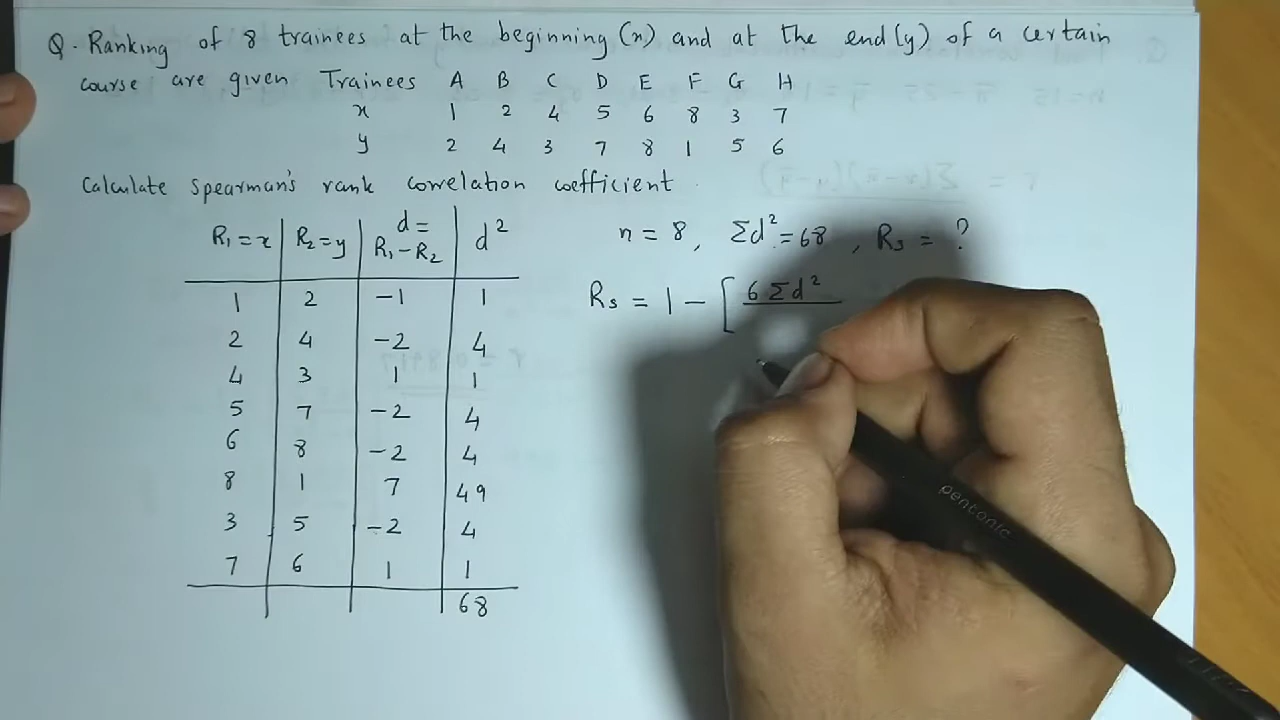 Q. Ranking of 8 trainees at the beginning (x) and at the end (y) of a certain
course are given Trainees A B C D E F G H
x 1 2 4 5 6 8 3 7
y 2 4 3 7 8 1 5 6
Calculate Spearman's rank correlation coefficient.
R₁=x R₂=y d=R₁-R₂ d²
1 2 -1 1
2 4 -2 4
4 3 1 1
5 7 -2 4
6 8 -2 4
8 1 7 49
3 5 -2 4
7 6 1 1
68
n = 8, Σd²=68, Rs = ?
Rs = 1 - [6Σd²
pentonic